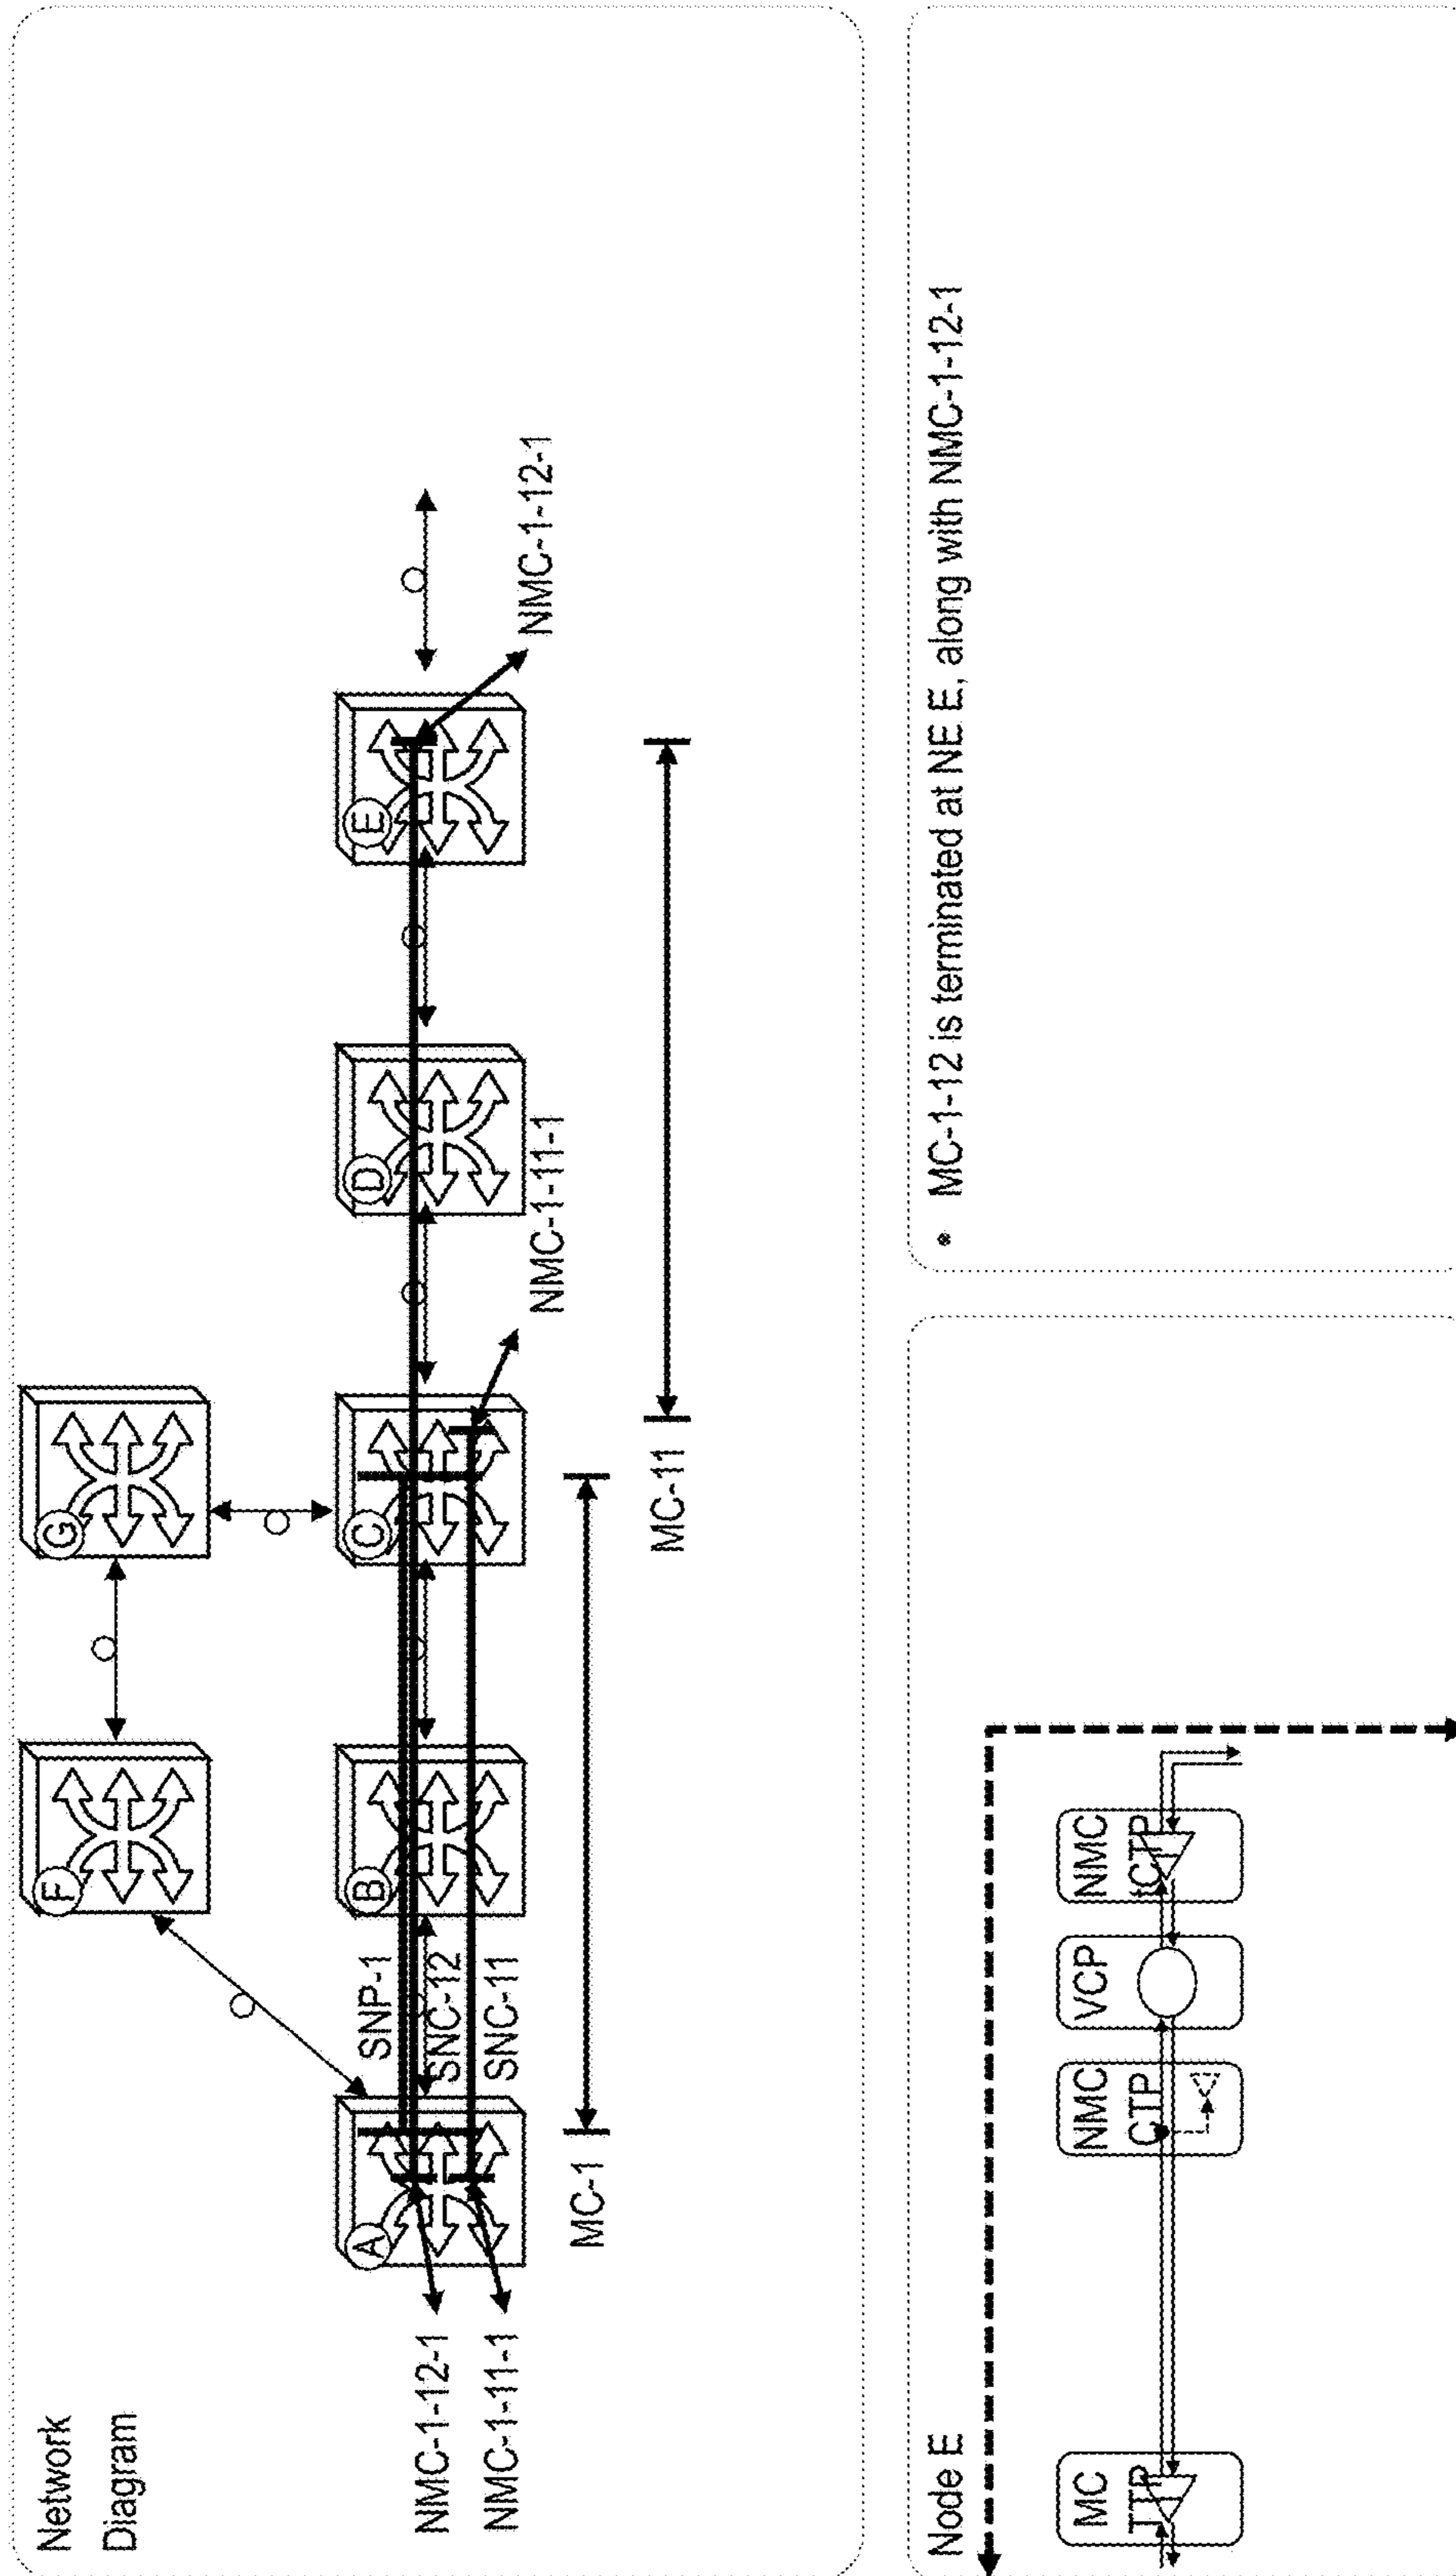 Network
Diagram
F
G
A
B
C
D
E
SNP-1
SNC-12
SNC-11
NMC-1-12-1
NMC-1-11-1
NMC-1-11-1
NMC-1-12-1
MC-1
MC-11
Node E
MC
TTP
NMC
CTP
VCP
NMC
tCTP
• MC-1-12 is terminated at NE E, along with NMC-1-12-1